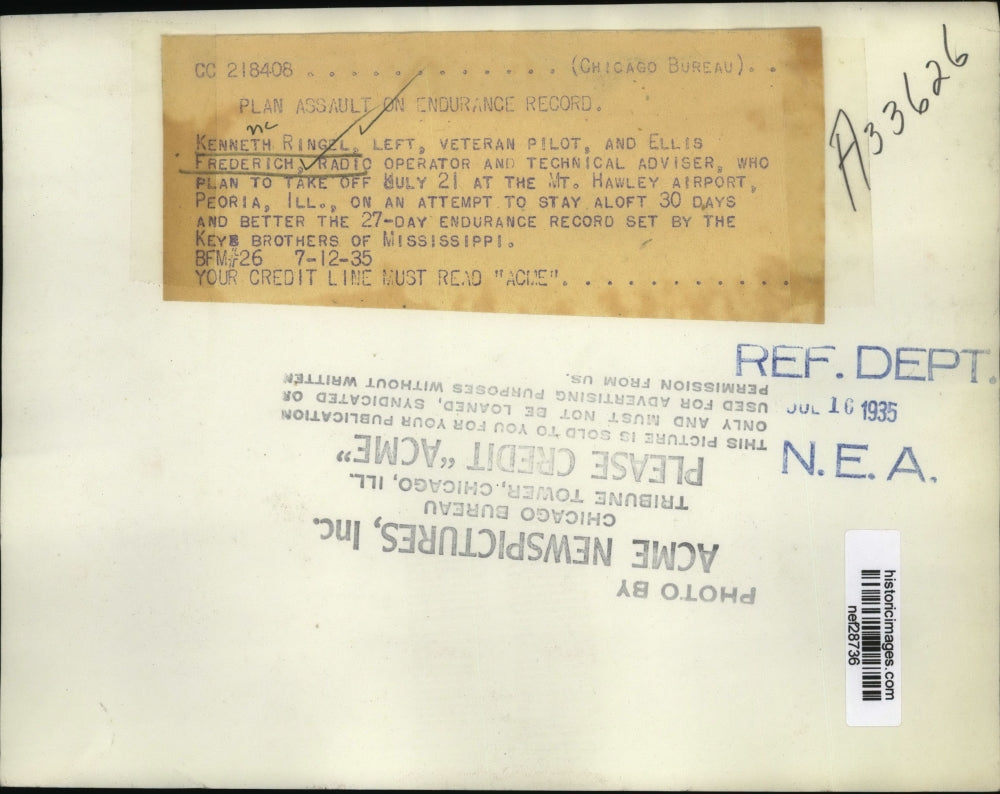 CC 218408 . . . . . . . . . . . . (CHICAGO BUREAU). .
PLAN ASSAULT ON ENDURANCE RECORD.
nc
KENNETH RINGEL, LEFT, VETERAN PILOT, AND ELLIS
FREDERICH, RADIO OPERATOR AND TECHNICAL ADVISER, WHO
PLAN TO TAKE OFF JULY 21 AT THE MT. HAWLEY AIRPORT,
PEORIA, ILL., ON AN ATTEMPT TO STAY ALOFT 30 DAYS
AND BETTER THE 27-DAY ENDURANCE RECORD SET BY THE
KEYE BROTHERS OF MISSISSIPPI.
BFM#26 7-12-35
YOUR CREDIT LINE MUST READ "ACME". . . . . . . . . . . .
A33626
REF. DEPT.
JUL 16 1935
N. E. A.
PHOTO BY
ACME NEWSPICTURES, Inc.
CHICAGO BUREAU
TRIBUNE TOWER, CHICAGO, ILL.
PLEASE CREDIT "ACME"
THIS PICTURE IS SOLD TO YOU FOR YOUR PUBLICATION
ONLY AND MUST NOT BE LOANED, SYNDICATED OR
USED FOR ADVERTISING PURPOSES WITHOUT WRITTEN
PERMISSION FROM US.
historicimages.com
nef28736